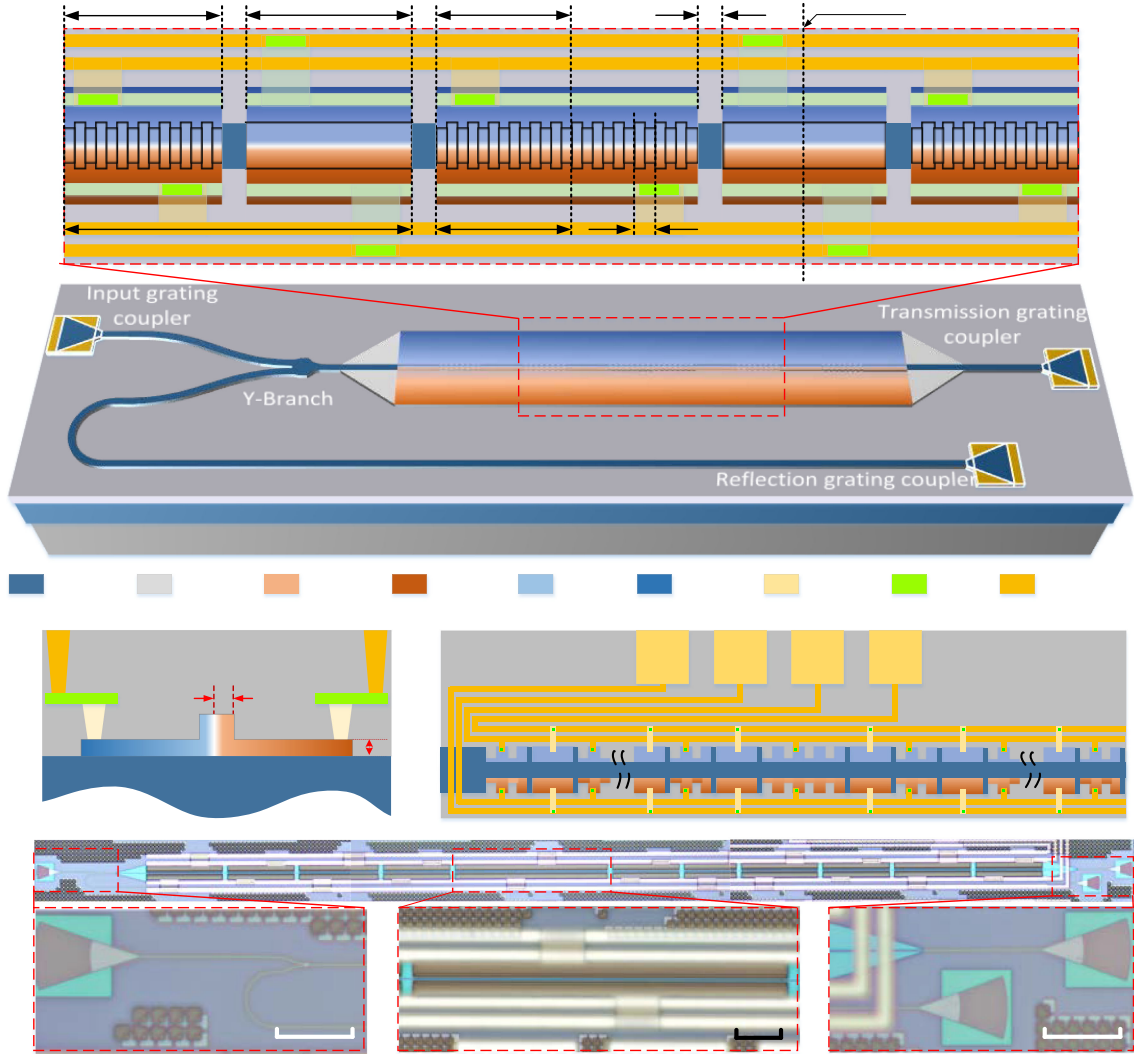 Input grating
coupler
Transmission grating
coupler
Y-Branch
Reflection grating coupler